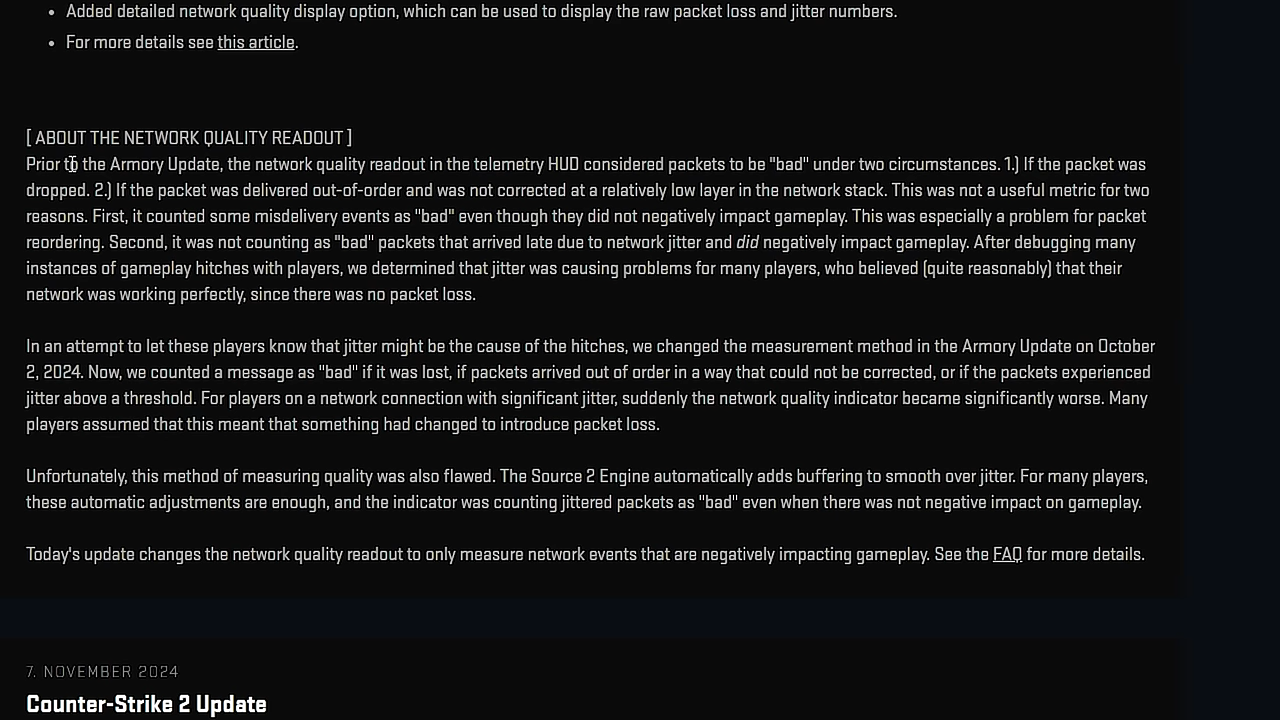 • Added detailed network quality display option, which can be used to display the raw packet loss and jitter numbers.
• For more details see this article.
[ ABOUT THE NETWORK QUALITY READOUT ]
Prior to the Armory Update, the network quality readout in the telemetry HUD considered packets to be "bad" under two circumstances. 1.) If the packet was
dropped. 2.) If the packet was delivered out-of-order and was not corrected at a relatively low layer in the network stack. This was not a useful metric for two
reasons. First, it counted some misdelivery events as "bad" even though they did not negatively impact gameplay. This was especially a problem for packet
reordering. Second, it was not counting as "bad" packets that arrived late due to network jitter and did negatively impact gameplay. After debugging many
instances of gameplay hitches with players, we determined that jitter was causing problems for many players, who believed (quite reasonably) that their
network was working perfectly, since there was no packet loss.
In an attempt to let these players know that jitter might be the cause of the hitches, we changed the measurement method in the Armory Update on October
2, 2024. Now, we counted a message as "bad" if it was lost, if packets arrived out of order in a way that could not be corrected, or if the packets experienced
jitter above a threshold. For players on a network connection with significant jitter, suddenly the network quality indicator became significantly worse. Many
players assumed that this meant that something had changed to introduce packet loss.
Unfortunately, this method of measuring quality was also flawed. The Source 2 Engine automatically adds buffering to smooth over jitter. For many players,
these automatic adjustments are enough, and the indicator was counting jittered packets as "bad" even when there was not negative impact on gameplay.
Today's update changes the network quality readout to only measure network events that are negatively impacting gameplay. See the FAQ for more details.
7. NOVEMBER 2024
Counter-Strike 2 Update